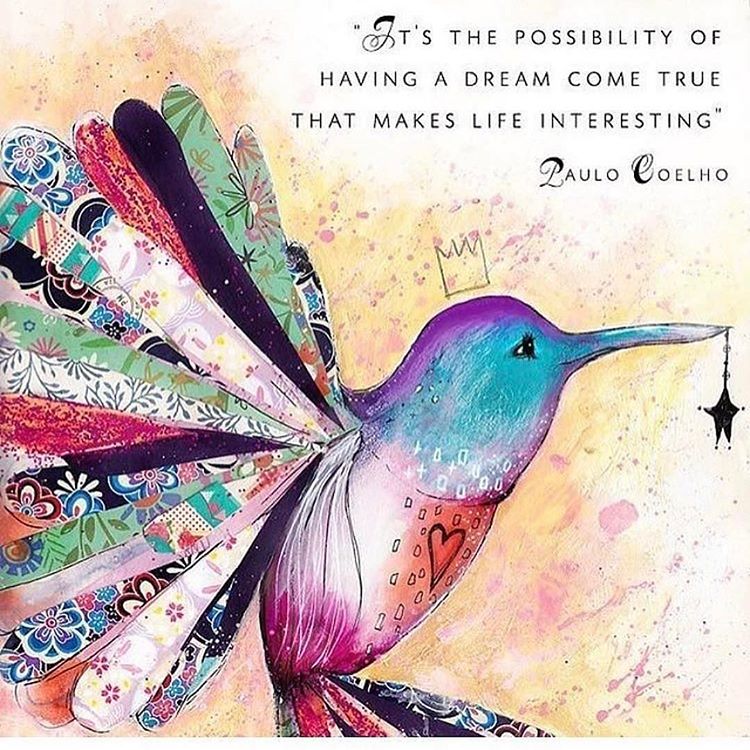 "It's the possibility of
having a dream come true
that makes life interesting"
Paulo Coelho